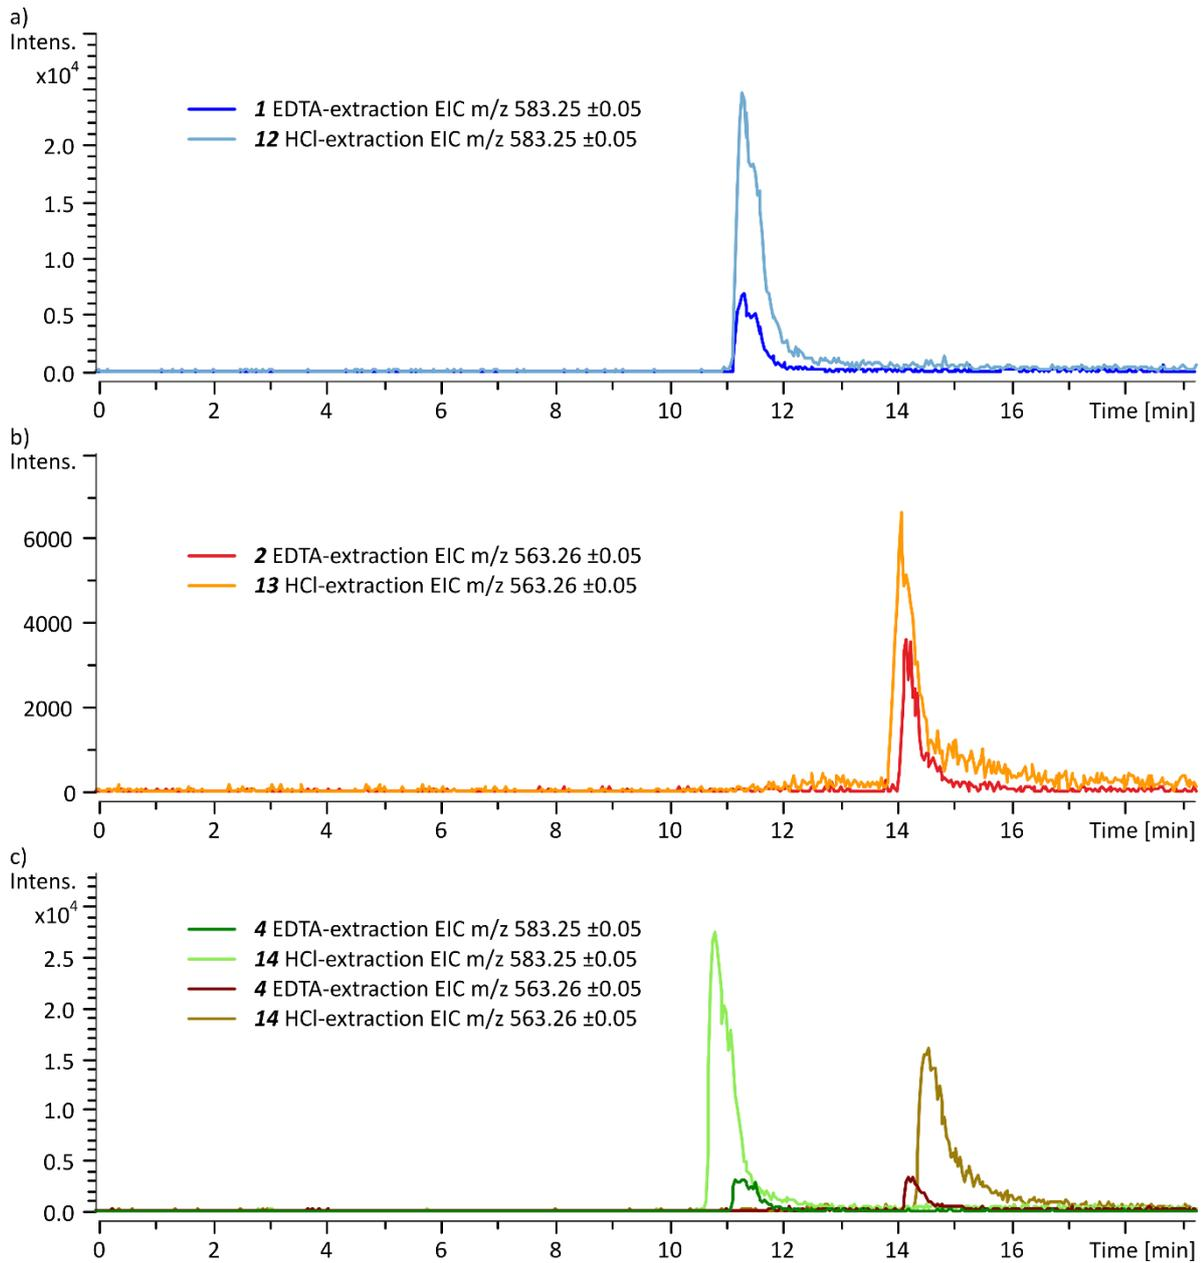 a)
Intens.
x10⁴
1 EDTA-extraction EIC m/z 583.25 ±0.05
12 HCl-extraction EIC m/z 583.25 ±0.05
2.0
1.5
1.0
0.5
0.0
0 2 4 6 8 10 12 14 16 Time [min]
b)
Intens.
6000
2 EDTA-extraction EIC m/z 563.26 ±0.05
13 HCl-extraction EIC m/z 563.26 ±0.05
4000
2000
0
0 2 4 6 8 10 12 14 16 Time [min]
c)
Intens.
x10⁴
4 EDTA-extraction EIC m/z 583.25 ±0.05
14 HCl-extraction EIC m/z 583.25 ±0.05
4 EDTA-extraction EIC m/z 563.26 ±0.05
14 HCl-extraction EIC m/z 563.26 ±0.05
2.5
2.0
1.5
1.0
0.5
0.0
0 2 4 6 8 10 12 14 16 Time [min]